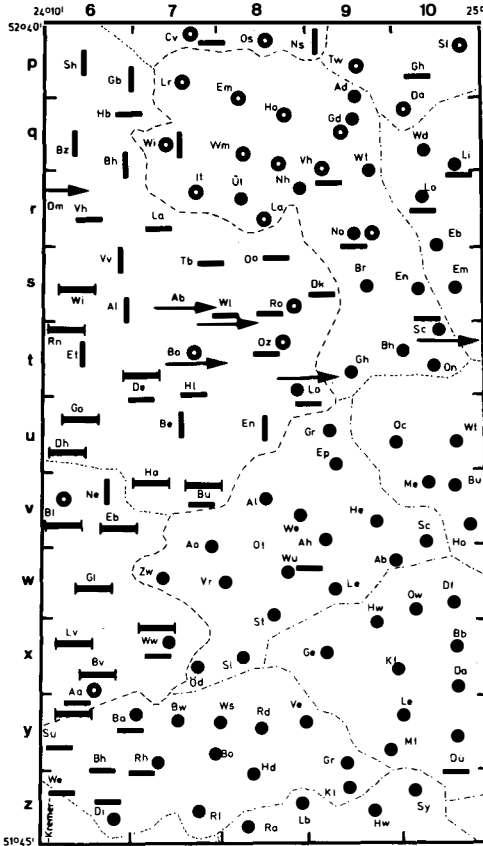 24°10' 6 7 8 9 10 25°
52°40'
Cv Os Ns Sl
p Sh Tw Gh
Gb Lr Em Ad Da
Hb Ho Gd
q Wi Wd
Bz Bh Wm Vh Wt Li
Dm It Üt Nh Lo
r Vh La La No Eb
Vv Tb Oo
s Wi Al Ab Wl Ro Dk Br En Em
Rn Sc
t Et Bo Oz Bh On
De Hl Lo Gh
Go
u Be En Gr Oc Wt
Dh Ep
Ha Me Bu
v Ne Bu Al
Bl Eb We He Sc Ho
Ao Ot Ah
w Zw Vr Wu Ab
Gl Le Ow Df
St Hw
Lv Ww Bb
x Bv Od Sl Ge Kf Da
Aa
Ba Bw Ws Rd Ve Le
y Su Bo Mt
Bh Rh Hd Gr Du
We Kl
z Di Rl Ra Lb Hw Sy
51°45' Kremer